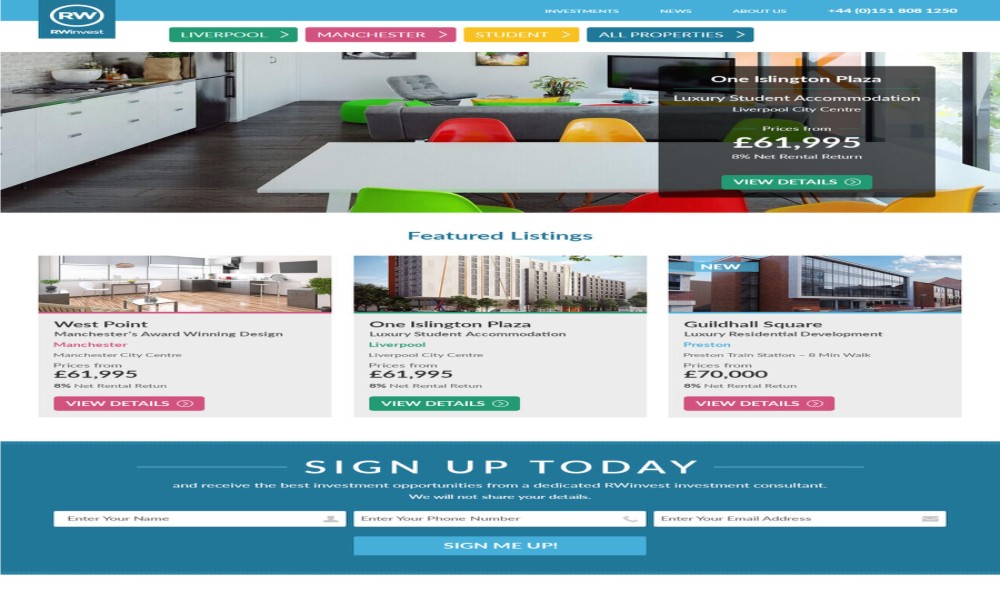 RW
RWinvest
INVESTMENTS NEWS ABOUT US +44 (0)151 808 1250
LIVERPOOL MANCHESTER STUDENT ALL PROPERTIES
One Islington Plaza
Luxury Student Accommodation
Liverpool City Centre
Prices from
£61,995
8% Net Rental Return
VIEW DETAILS
Featured Listings
West Point
Manchester's Award Winning Design
Manchester
Manchester City Centre
Prices from
£61,995
8% Net Rental Retun
VIEW DETAILS
One Islington Plaza
Luxury Student Accommodation
Liverpool
Liverpool City Centre
Prices from
£61,995
8% Net Rental Retun
VIEW DETAILS
NEW
Guildhall Square
Luxury Residential Development
Preston
Preston Train Station – 8 Min Walk
Prices from
£70,000
8% Net Rental Retun
VIEW DETAILS
SIGN UP TODAY
and receive the best investment opportunities from a dedicated RWinvest investment consultant.
We will not share your details.
Enter Your Name Enter Your Phone Number Enter Your Email Address
SIGN ME UP!